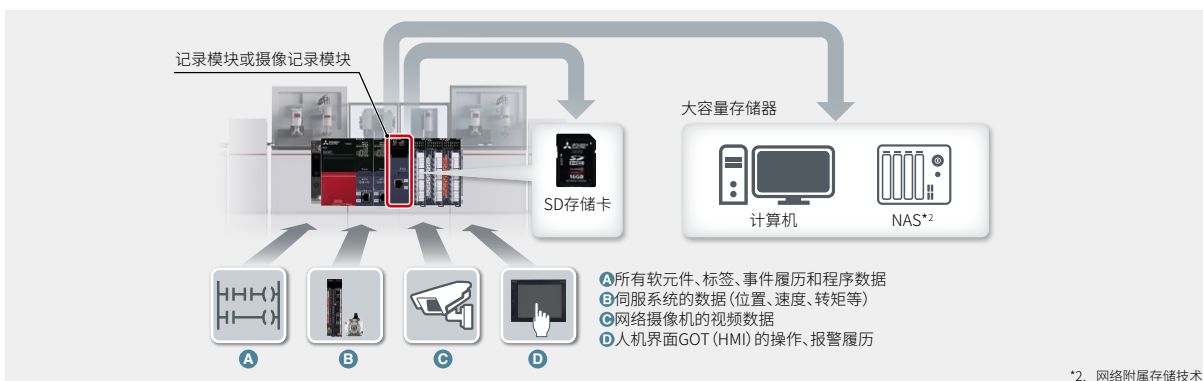 记录模块或摄像记录模块
大容量存储器
MITSUBISHI ELECTRIC
16GB
SD存储卡
计算机
NAS*2
Ⓐ所有软元件、标签、事件履历和程序数据
Ⓑ伺服系统的数据(位置、速度、转矩等)
Ⓒ网络摄像机的视频数据
Ⓓ人机界面GOT(HMI)的操作、报警履历
Ⓐ Ⓑ Ⓒ Ⓓ
*2. 网络附属存储技术